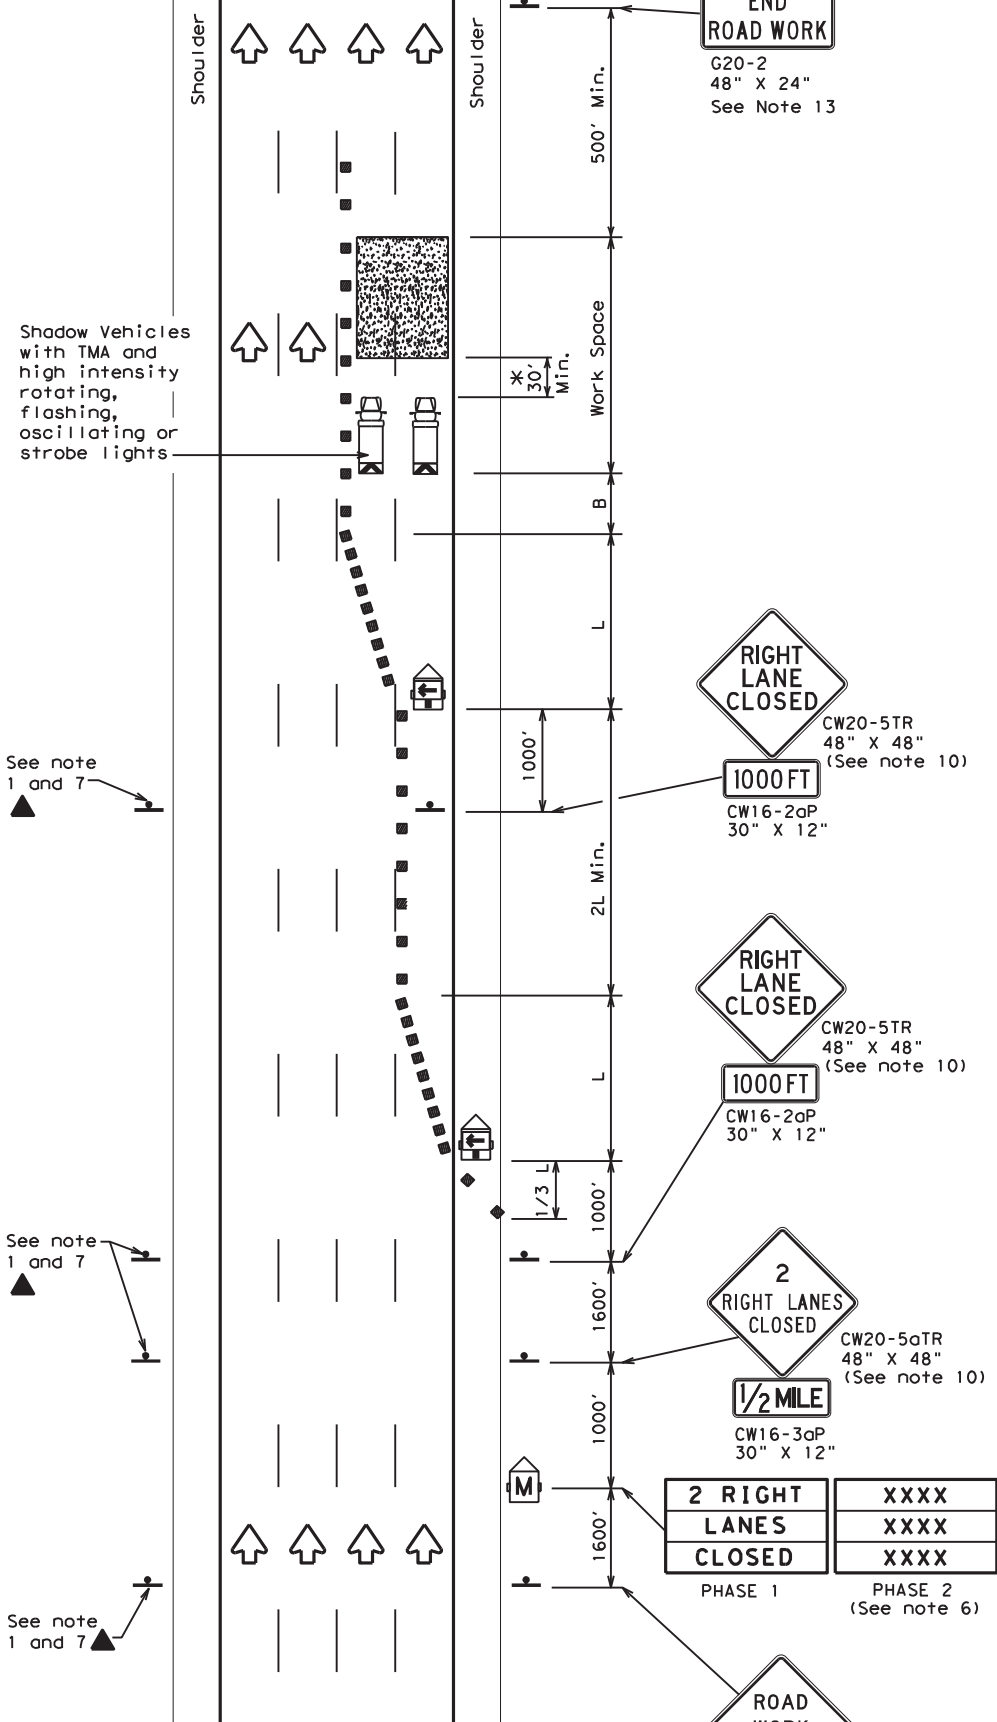 END
ROAD WORK
G20-2
48" X 24"
See Note 13
Shoulder
Shoulder
500' Min.
Shadow Vehicles
with TMA and
high intensity
rotating,
flashing,
oscillating or
strobe lights
*
30'
Min.
Work Space
B
L
RIGHT
LANE
CLOSED
CW20-5TR
48" X 48"
(See note 10)
1000 FT
CW16-2aP
30" X 12"
See note
1 and 7
1000'
2L Min.
RIGHT
LANE
CLOSED
CW20-5TR
48" X 48"
(See note 10)
1000 FT
CW16-2aP
30" X 12"
L
1/3 L
1000'
See note
1 and 7
1600'
2
RIGHT LANES
CLOSED
CW20-5aTR
48" X 48"
(See note 10)
1/2 MILE
CW16-3aP
30" X 12"
1000'
M
2 RIGHT
LANES
CLOSED
PHASE 1
XXXX
XXXX
XXXX
PHASE 2
(See note 6)
1600'
See note
1 and 7
ROAD
WORK